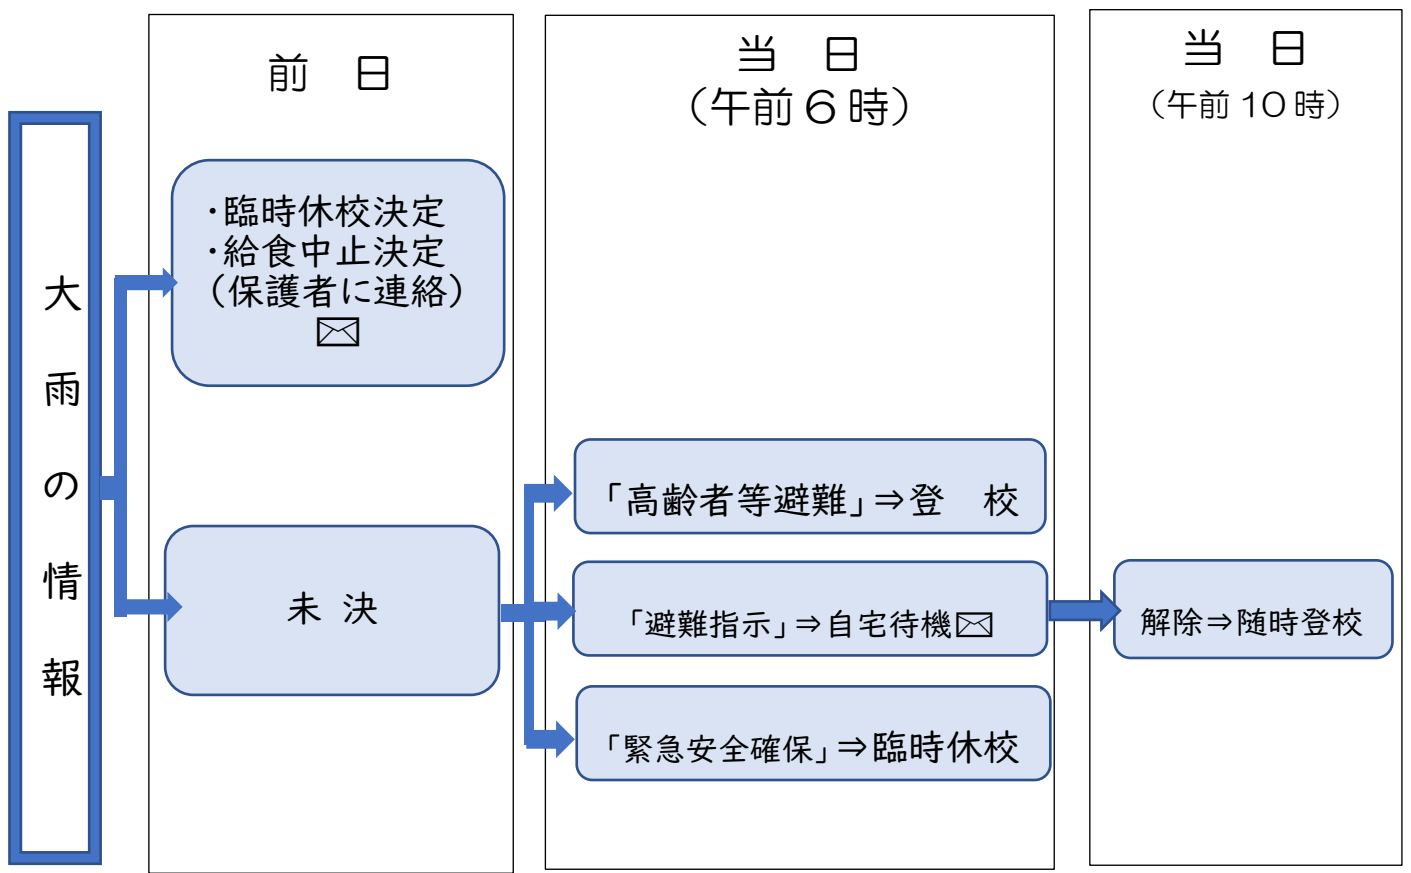 大雨の情報
前　日
・臨時休校決定
・給食中止決定
（保護者に連絡）
✉
未 決
当　日
（午前６時）
「高齢者等避難」⇒登　校
「避難指示」⇒自宅待機✉
「緊急安全確保」⇒臨時休校
当　日
（午前 10 時）
解除⇒随時登校